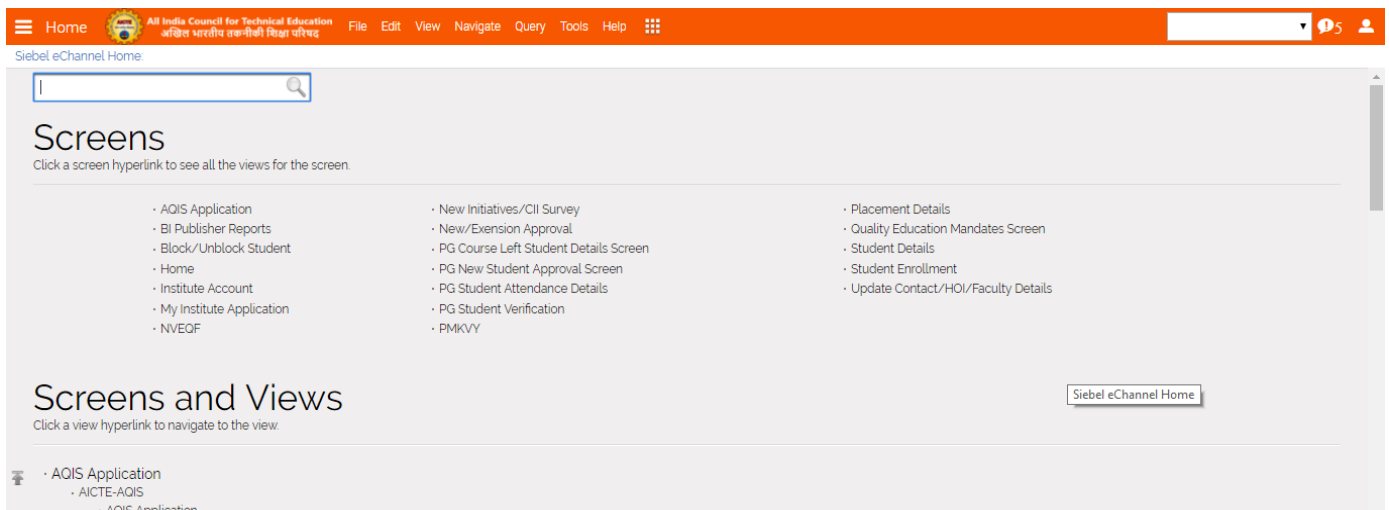 Home
All India Council for Technical Education
अखिल भारतीय तकनीकी शिक्षा परिषद
File Edit View Navigate Query Tools Help
5
Siebel eChannel Home:
Screens
Click a screen hyperlink to see all the views for the screen.
· AQIS Application
· BI Publisher Reports
· Block/Unblock Student
· Home
· Institute Account
· My Institute Application
· NVEQF
· New Initiatives/CII Survey
· New/Exension Approval
· PG Course Left Student Details Screen
· PG New Student Approval Screen
· PG Student Attendance Details
· PG Student Verification
· PMKVY
· Placement Details
· Quality Education Mandates Screen
· Student Details
· Student Enrollment
· Update Contact/HOI/Faculty Details
Screens and Views
Siebel eChannel Home
Click a view hyperlink to navigate to the view.
· AQIS Application
· AICTE-AQIS
· AQIS Application